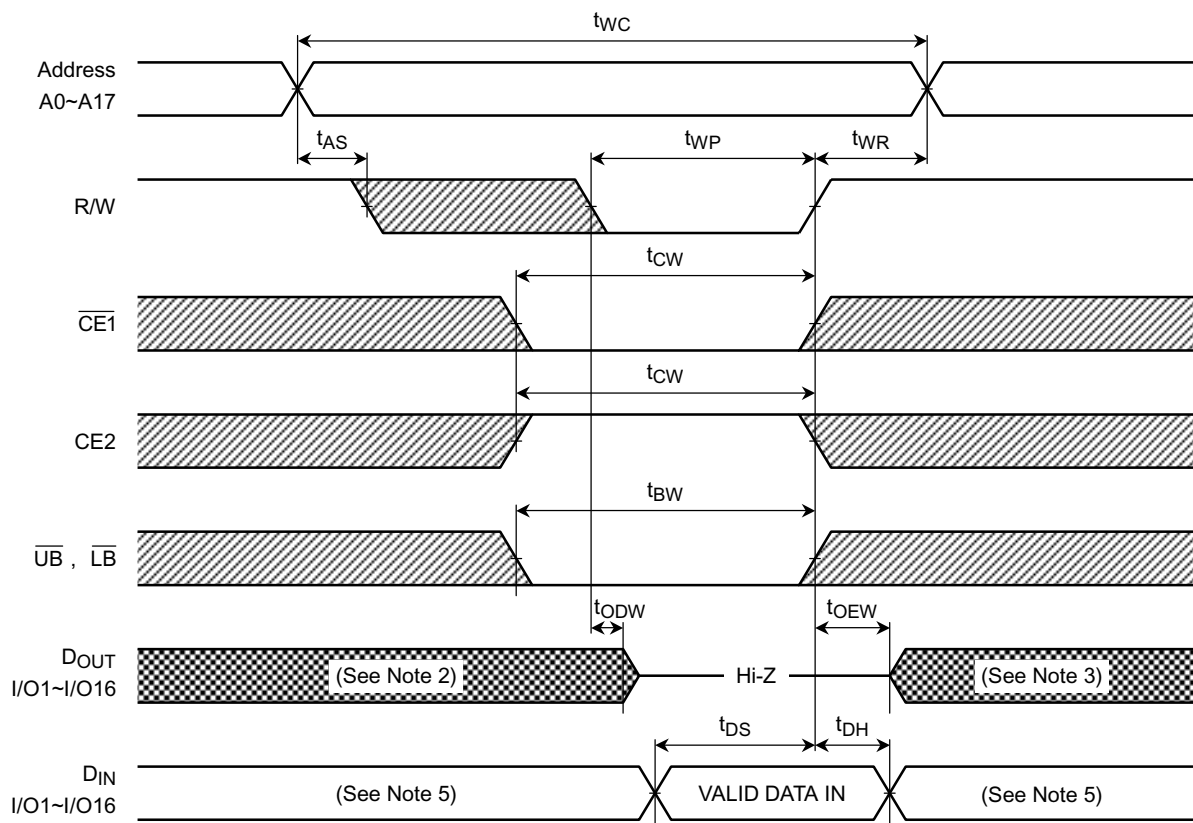 tWC
Address
A0~A17
tAS
tWP
tWR
R/W
tCW
CE1
tCW
CE2
tBW
UB , LB
tODW
tOEW
DOUT
I/O1~I/O16
(See Note 2)
Hi-Z
(See Note 3)
tDS
tDH
DIN
I/O1~I/O16
(See Note 5)
VALID DATA IN
(See Note 5)